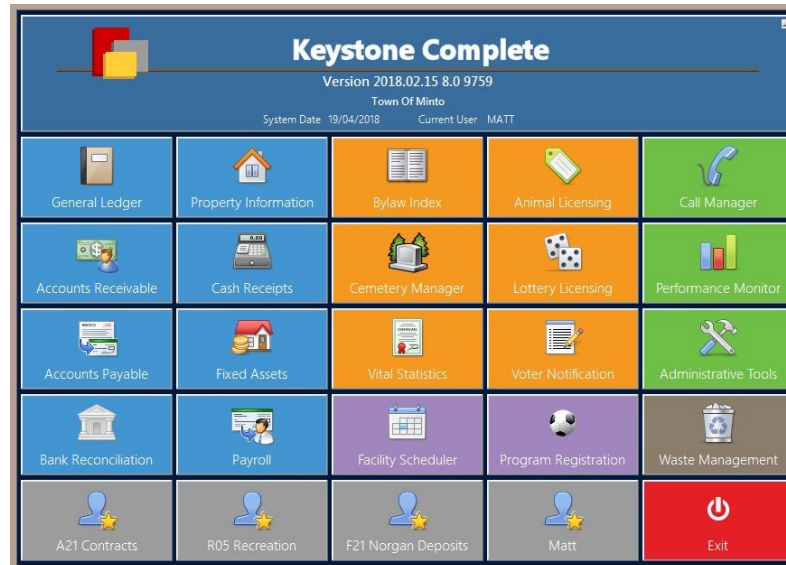 Keystone Complete
Version 2018.02.15 8.0 9759
Town Of Minto
System Date 19/04/2018 Current User MATT
General Ledger
Property Information
Bylaw Index
Animal Licensing
Call Manager
Accounts Receivable
0.00
Cash Receipts
Cemetery Manager
Lottery Licensing
Performance Monitor
Accounts Payable
Fixed Assets
Vital Statistics
Voter Notification
Administrative Tools
Bank Reconciliation
Payroll
Facility Scheduler
Program Registration
Waste Management
A21 Contracts
R05 Recreation
F21 Norgan Deposits
Matt
Exit